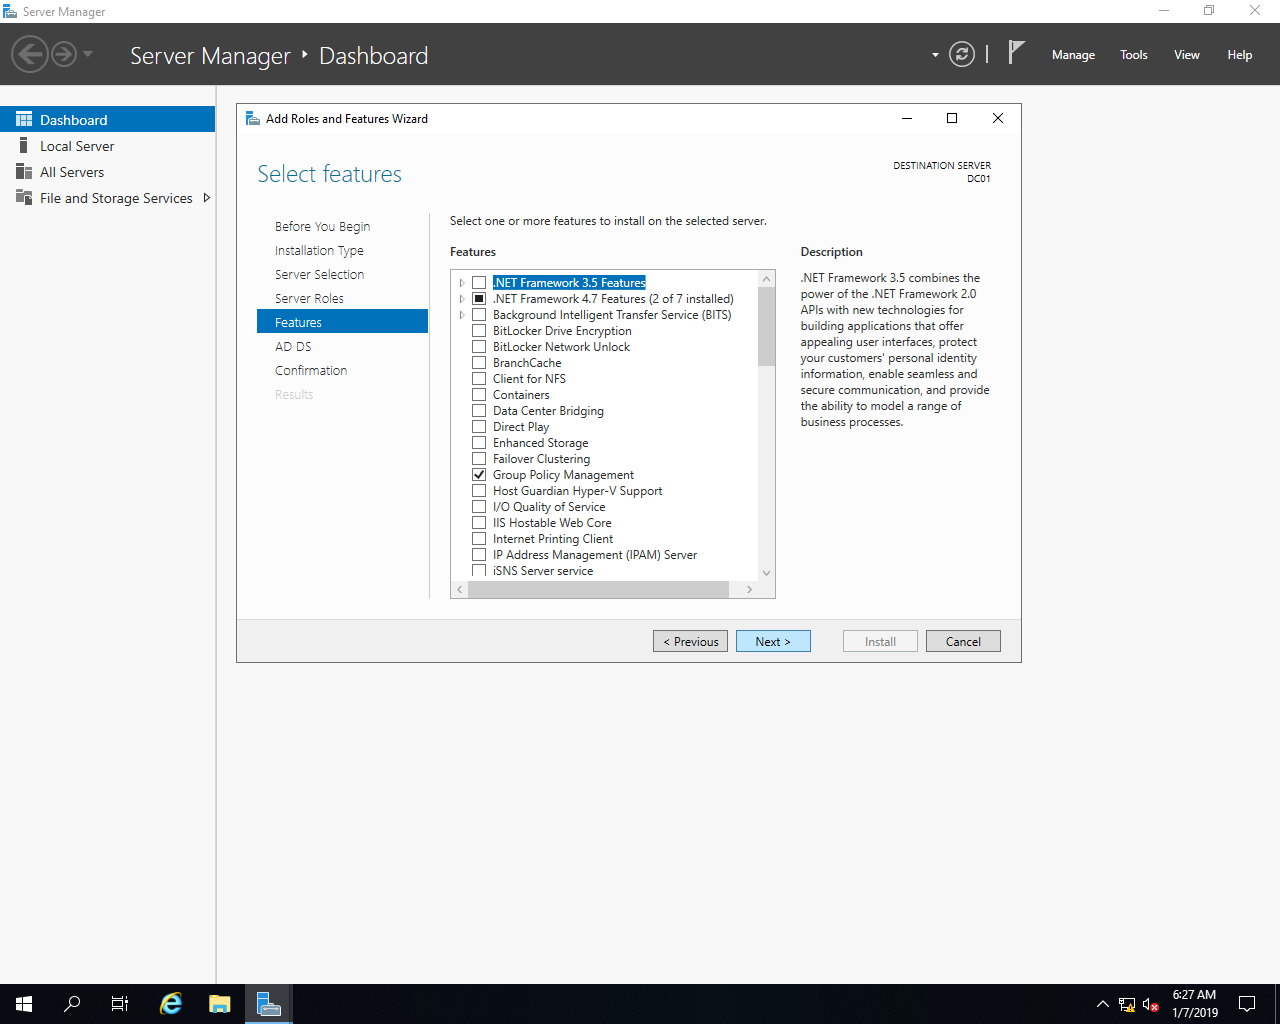 Server Manager
Server Manager Dashboard
Manage Tools View Help
Dashboard
Local Server
All Servers
File and Storage Services
Add Roles and Features Wizard
Select features
DESTINATION SERVER
DC01
Before You Begin
Installation Type
Server Selection
Server Roles
Features
AD DS
Confirmation
Results
Select one or more features to install on the selected server.
Features
.NET Framework 3.5 Features
.NET Framework 4.7 Features (2 of 7 installed)
Background Intelligent Transfer Service (BITS)
BitLocker Drive Encryption
BitLocker Network Unlock
BranchCache
Client for NFS
Containers
Data Center Bridging
Direct Play
Enhanced Storage
Failover Clustering
Group Policy Management
Host Guardian Hyper-V Support
I/O Quality of Service
IIS Hostable Web Core
Internet Printing Client
IP Address Management (IPAM) Server
iSNS Server service
Description
.NET Framework 3.5 combines the
power of the .NET Framework 2.0
APIs with new technologies for
building applications that offer
appealing user interfaces, protect
your customers' personal identity
information, enable seamless and
secure communication, and provide
the ability to model a range of
business processes.
< Previous
Next >
Install
Cancel
6:27 AM
1/7/2019